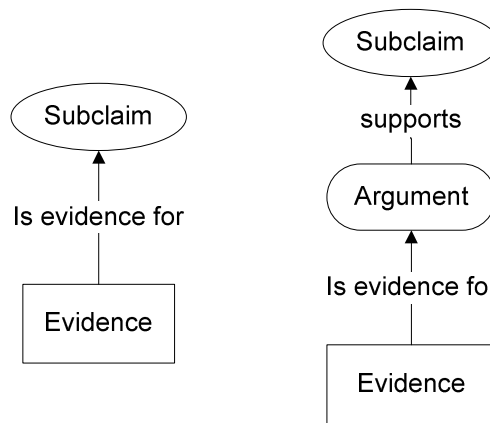 Subclaim
Is evidence for
Evidence
Subclaim
supports
Argument
Is evidence fo
Evidence